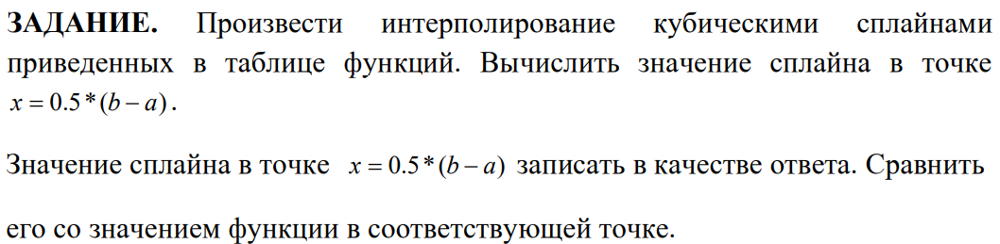 ЗАДАНИЕ. Произвести интерполирование кубическими сплайнами
приведенных в таблице функций. Вычислить значение сплайна в точке
x = 0.5 * (b − a).
Значение сплайна в точке x = 0.5 * (b − a) записать в качестве ответа. Сравнить
его со значением функции в соответствующей точке.